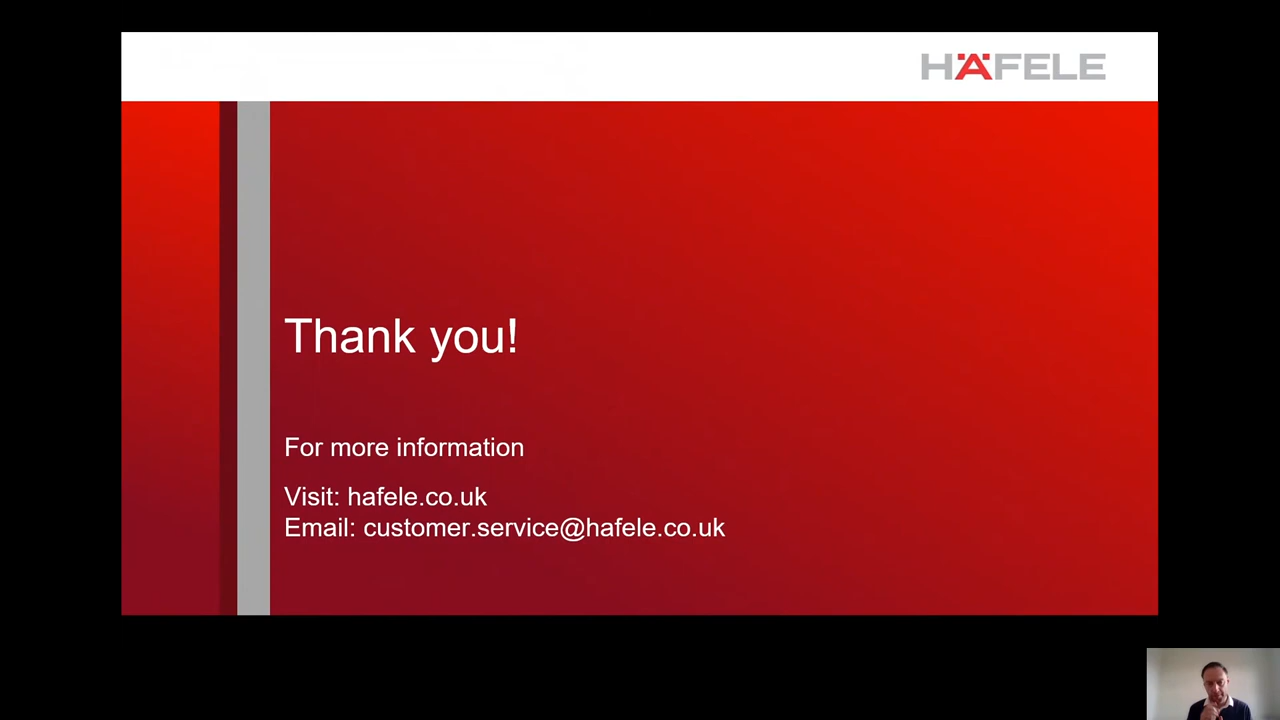 HÄFELE
Thank you!
For more information
Visit: hafele.co.uk
Email: customer.service@hafele.co.uk